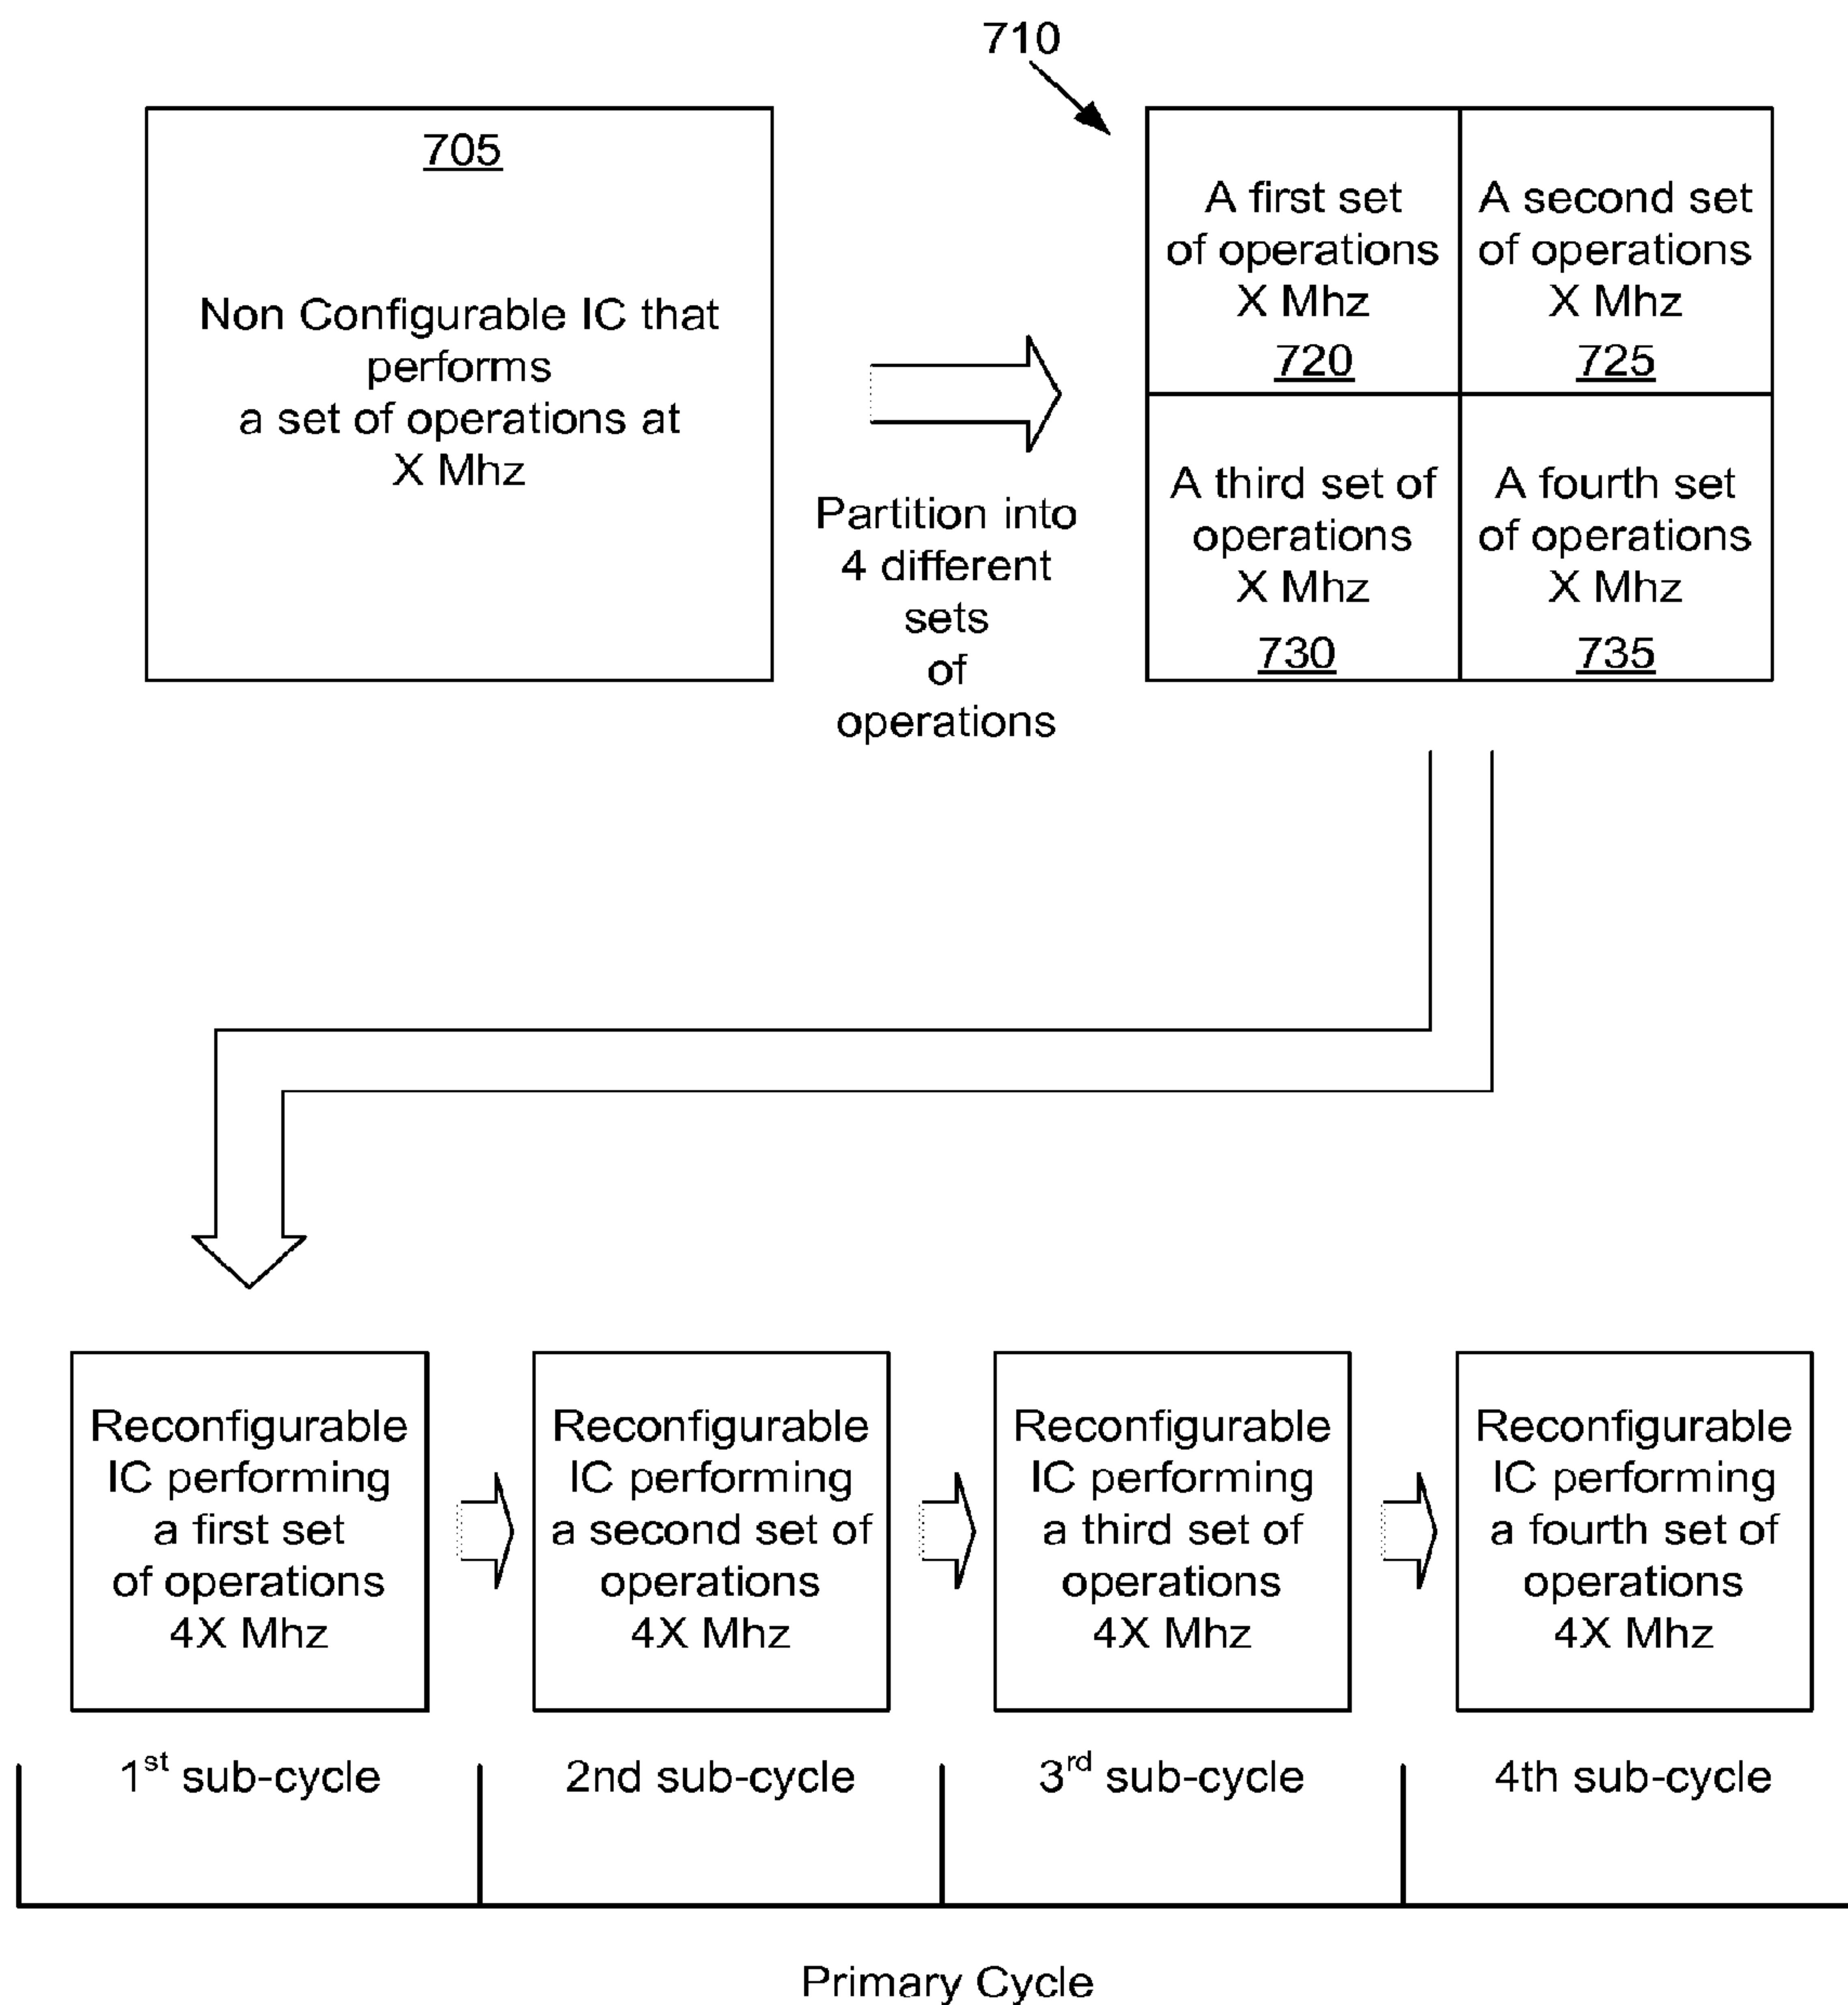 710
705
Non Configurable IC that
performs
a set of operations at
X Mhz
Partition into
4 different
sets
of
operations
A first set
of operations
X Mhz
720
A second set
of operations
X Mhz
725
A third set of
operations
X Mhz
730
A fourth set
of operations
X Mhz
735
Reconfigurable
IC performing
a first set
of operations
4X Mhz
Reconfigurable
IC performing
a second set of
operations
4X Mhz
Reconfigurable
IC performing
a third set of
operations
4X Mhz
Reconfigurable
IC performing
a fourth set of
operations
4X Mhz
1st sub-cycle
2nd sub-cycle
3rd sub-cycle
4th sub-cycle
Primary Cycle